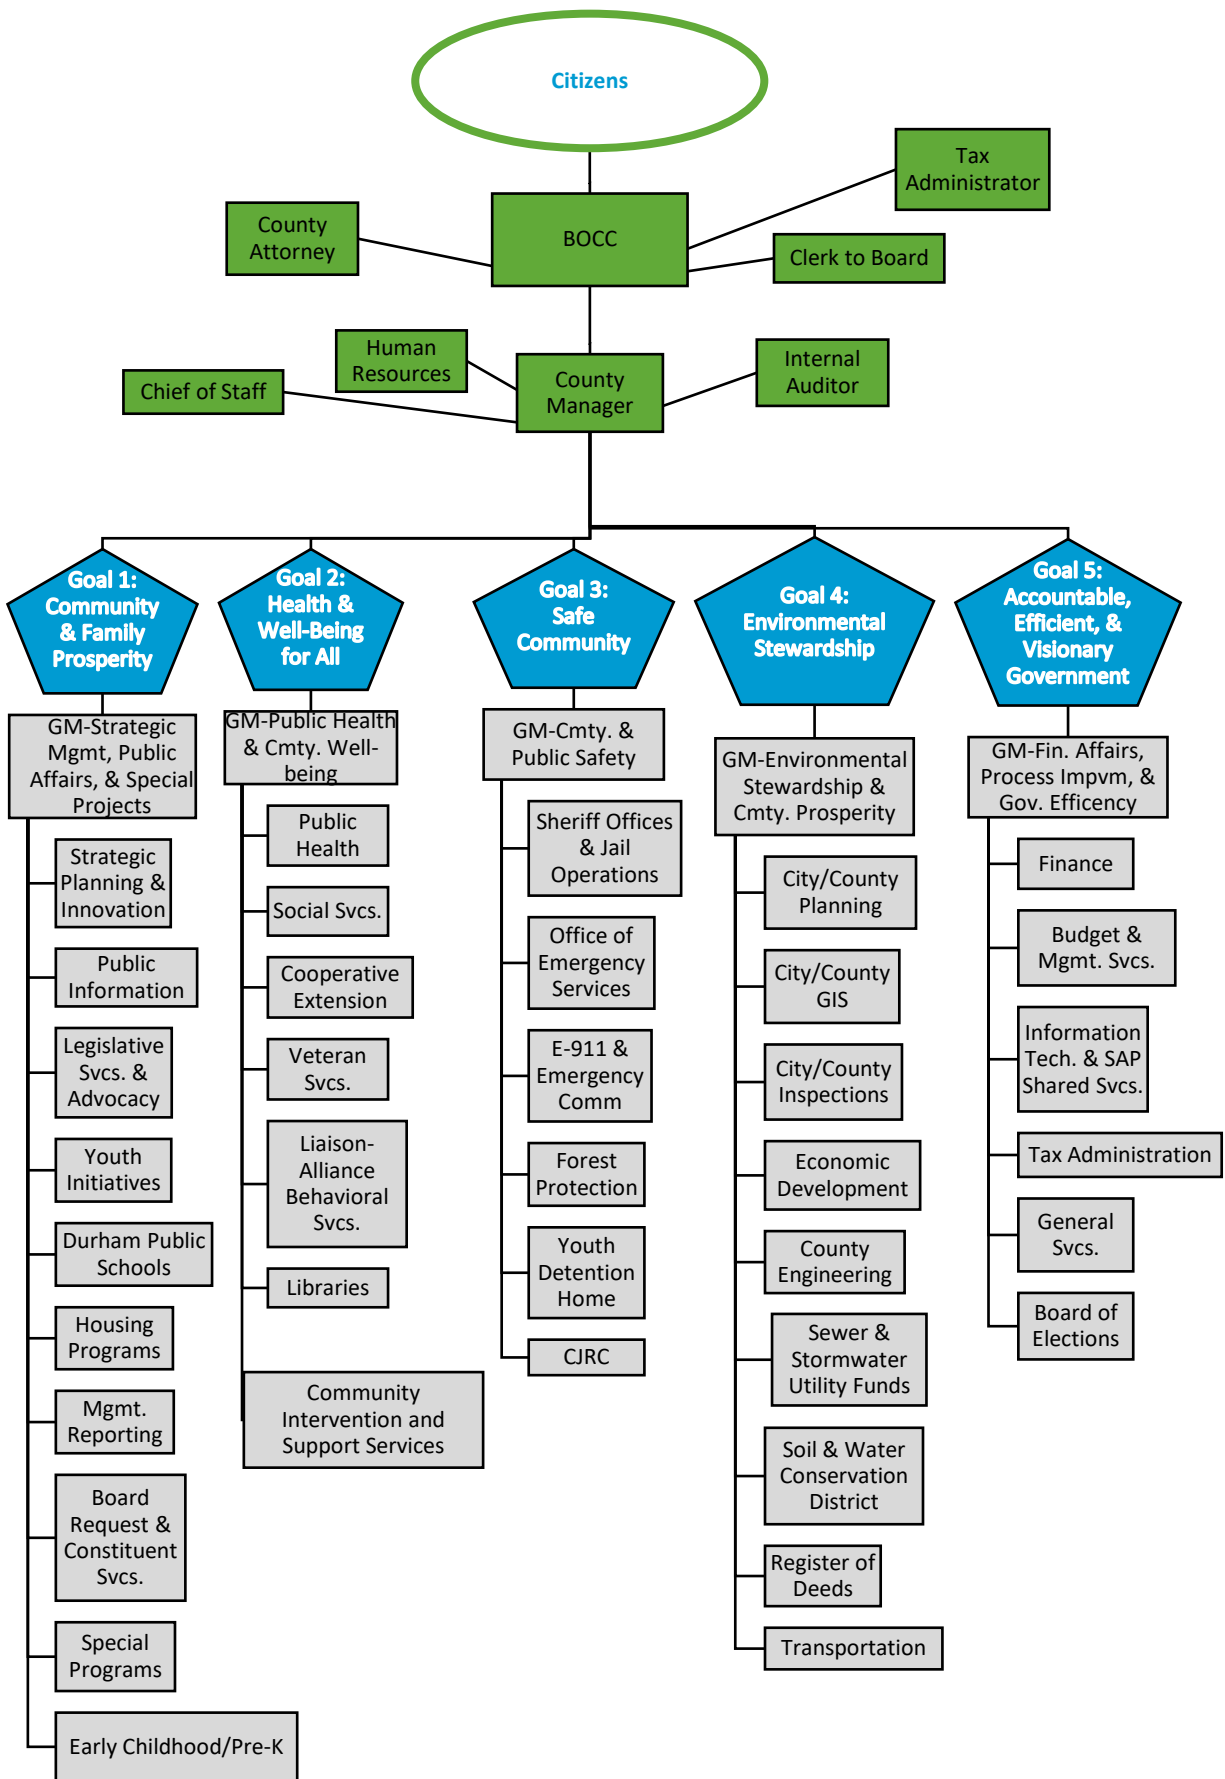 Citizens
Tax
Administrator
County
Attorney
BOCC
Clerk to Board
Human
Resources
Internal
Auditor
Chief of Staff
County
Manager
Goal 1:
Community
& Family
Prosperity
Goal 2:
Health &
Well-Being
for All
Goal 3:
Safe
Community
Goal 4:
Environmental
Stewardship
Goal 5:
Accountable,
Efficient, &
Visionary
Government
GM-Strategic
Mgmt, Public
Affairs, & Special
Projects
Strategic
Planning &
Innovation
Public
Information
Legislative
Svcs. &
Advocacy
Youth
Initiatives
Durham Public
Schools
Housing
Programs
Mgmt.
Reporting
Board
Request &
Constituent
Svcs.
Special
Programs
Early Childhood/Pre-K
GM-Public Health
& Cmty. Well-
being
Public
Health
Social Svcs.
Cooperative
Extension
Veteran
Svcs.
Liaison-
Alliance
Behavioral
Svcs.
Libraries
Community
Intervention and
Support Services
GM-Cmty. &
Public Safety
Sheriff Offices
& Jail
Operations
Office of
Emergency
Services
E-911 &
Emergency
Comm
Forest
Protection
Youth
Detention
Home
CJRC
GM-Environmental
Stewardship &
Cmty. Prosperity
City/County
Planning
City/County
GIS
City/County
Inspections
Economic
Development
County
Engineering
Sewer &
Stormwater
Utility Funds
Soil & Water
Conservation
District
Register of
Deeds
Transportation
GM-Fin. Affairs,
Process Impvm, &
Gov. Efficency
Finance
Budget &
Mgmt. Svcs.
Information
Tech. & SAP
Shared Svcs.
Tax Administration
General
Svcs.
Board of
Elections